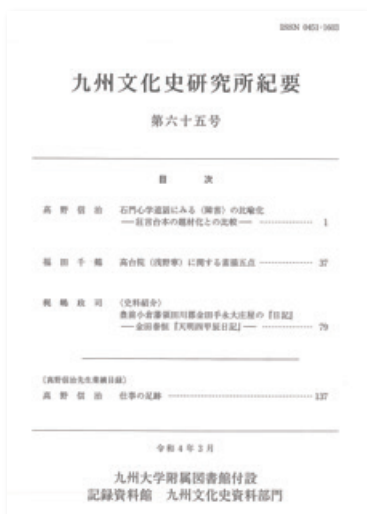 ISSN 0451-1603
九州文化史研究所紀要
第六十五号
目 次
高野信治 石門心学道話にみる〈障害〉の比喩化
―狂言台本の題材化との比較― 1
福田千鶴 高台院（浅野寧）に関する素描五点 37
梶嶋政司 〈史料紹介〉
豊前小倉藩領田川郡金田手永大庄屋の『日記』
―金田泰恒『天明四甲辰日記』― 79
〔高野信治先生業績目録〕
高野信治 仕事の足跡 137
令和4年3月
九州大学附属図書館付設
記録資料館 九州文化史資料部門